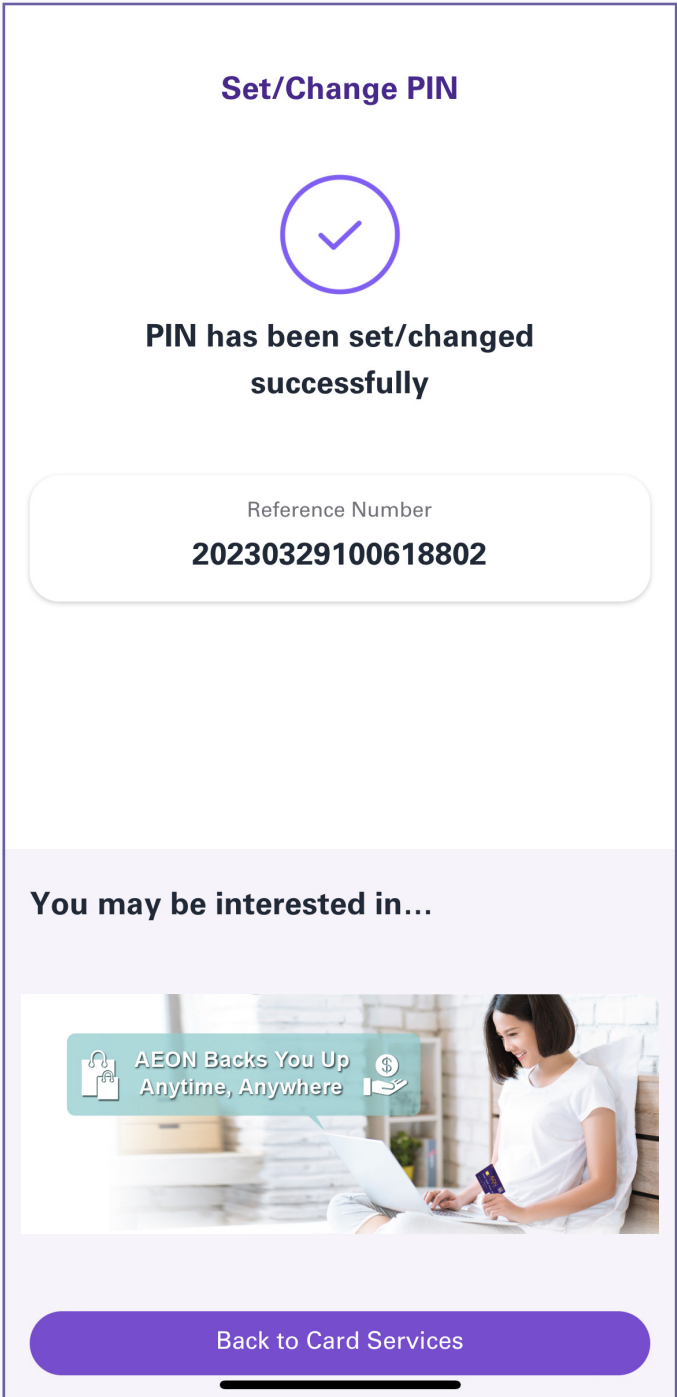 Set/Change PIN
PIN has been set/changed
successfully
Reference Number
20230329100618802
You may be interested in...
AEON Backs You Up
Anytime, Anywhere
$
Back to Card Services